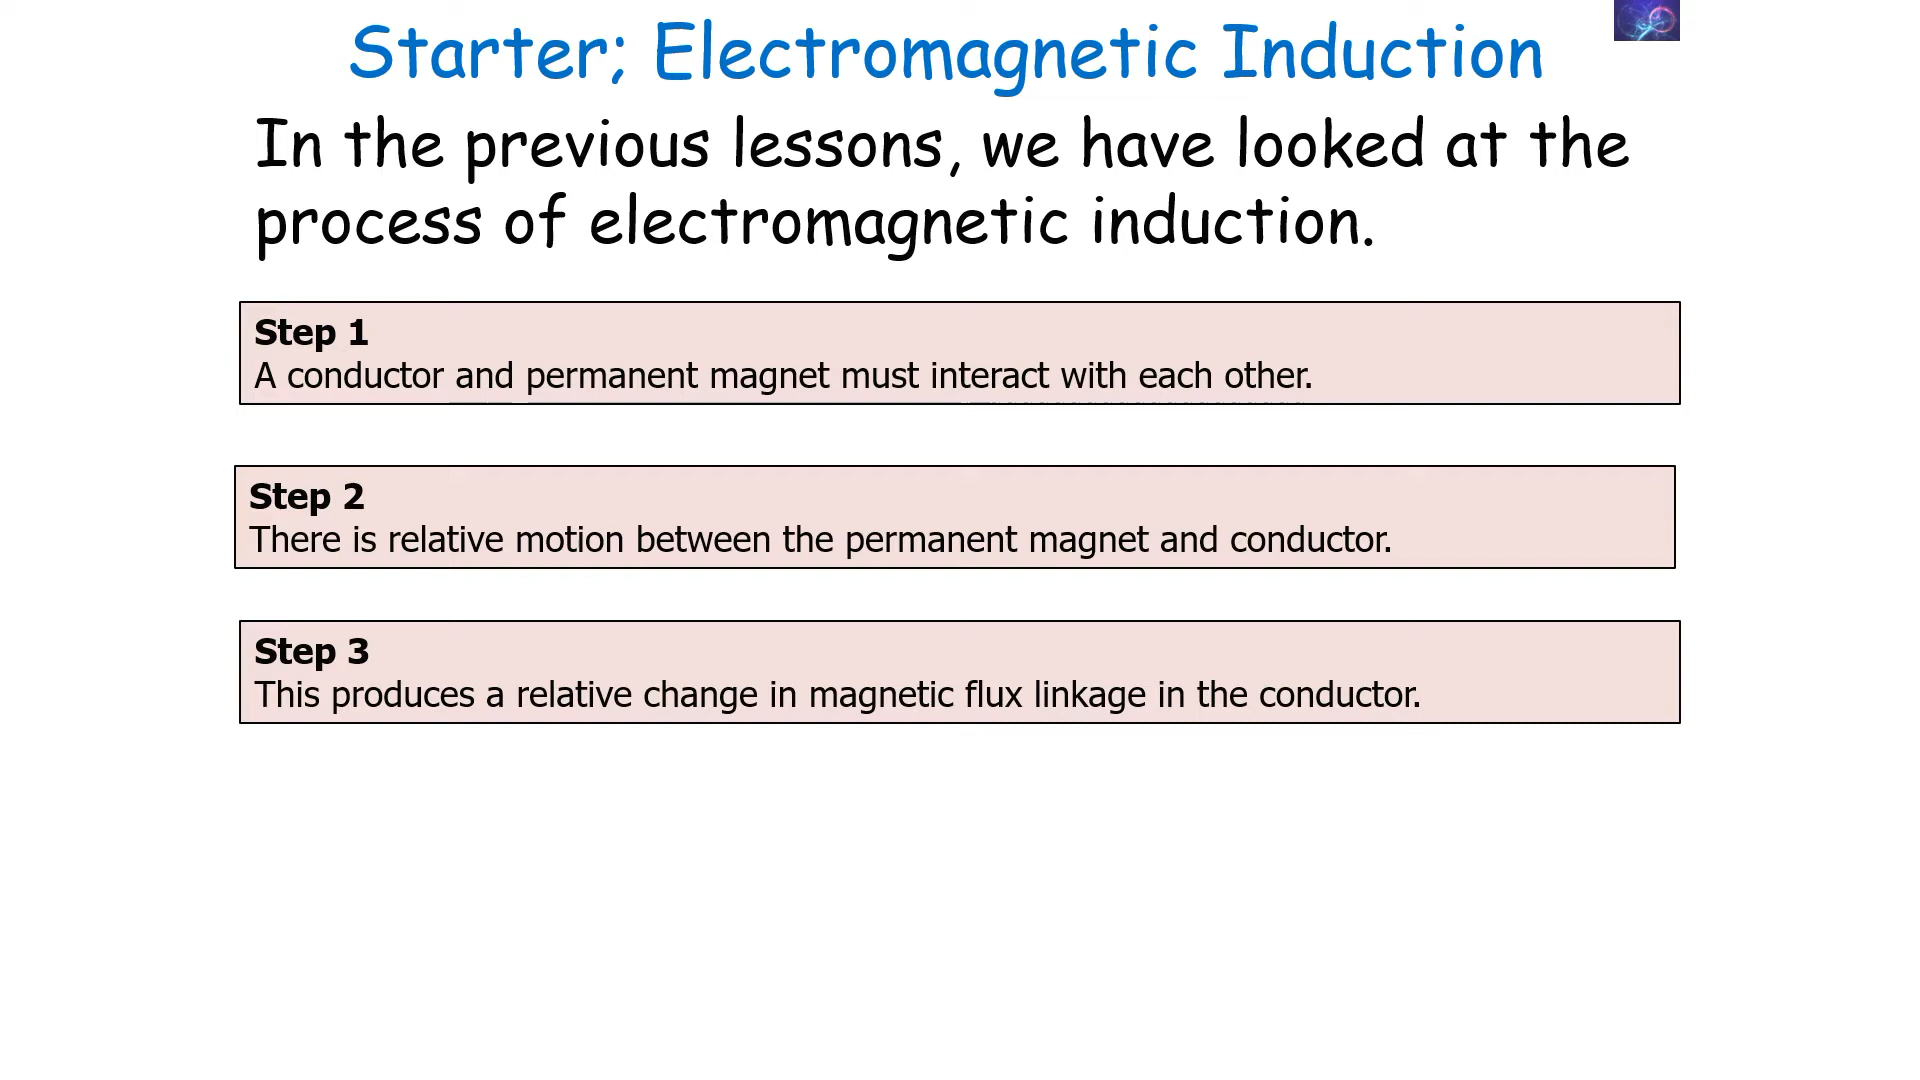 Starter; Electromagnetic Induction
In the previous lessons, we have looked at the
process of electromagnetic induction.
Step 1
A conductor and permanent magnet must interact with each other.
Step 2
There is relative motion between the permanent magnet and conductor.
Step 3
This produces a relative change in magnetic flux linkage in the conductor.